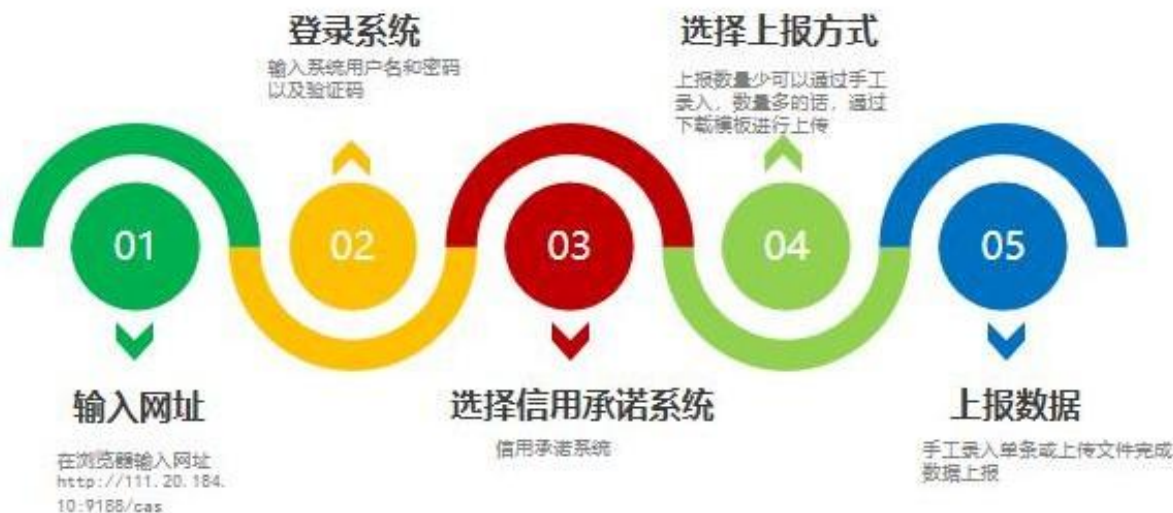 登录系统
输入系统用户名和密码
以及验证码
选择上报方式
上报数量少可以通过手工
录入，数量多的话，通过
下载模板进行上传
01
02
03
04
05
输入网址
在浏览器输入网址
http://111.20.184.
10:9188/cas
选择信用承诺系统
信用承诺系统
上报数据
手工录入单条或上传文件完成
数据上报